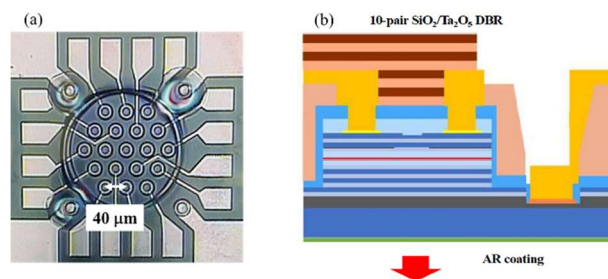 (a)
(b)
10-pair SiO₂/Ta₂O₅ DBR
40 μm
AR coating